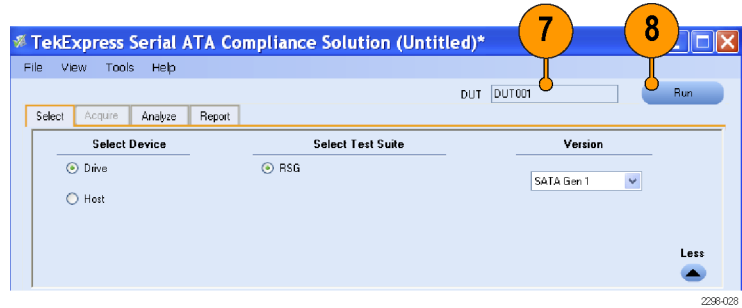 7 8
TekExpress Serial ATA Compliance Solution (Untitled)*
File View Tools Help
DUT DUT001 Run
Select Acquire Analyze Report
Select Device Select Test Suite Version
Drive RSG
SATA Gen 1
Host
Less
2298-028